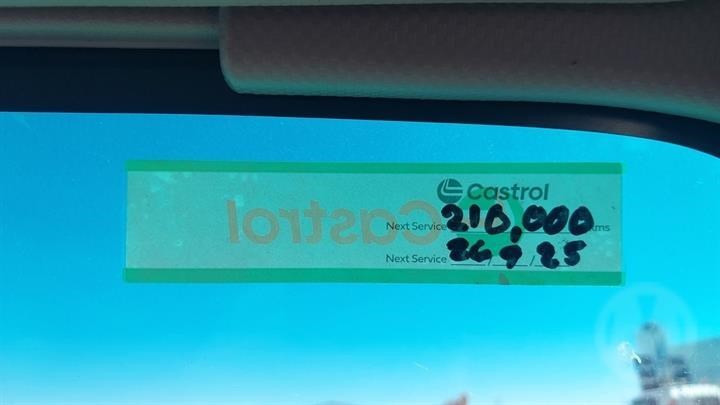 Castrol
Next Service 210,000 kms
Next Service 26/9/25
Castrol